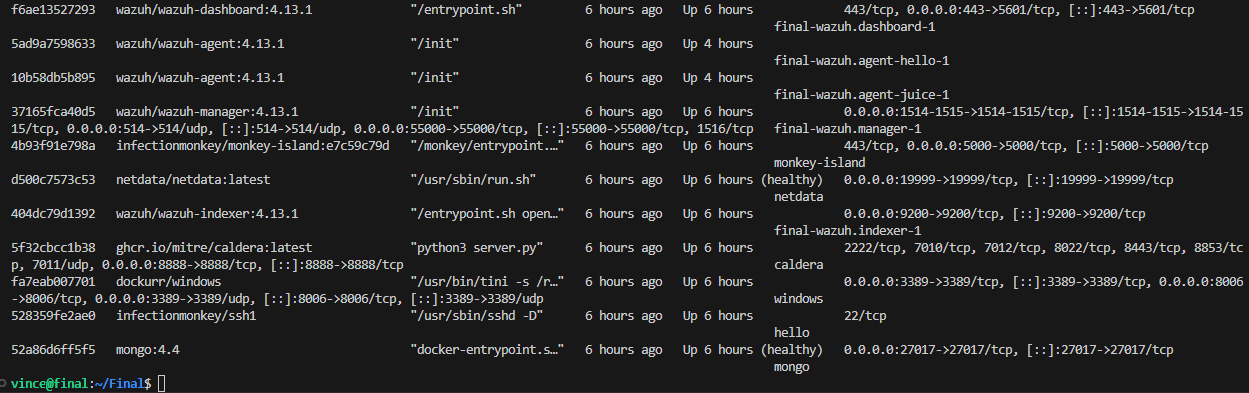 f6ae13527293 wazuh/wazuh-dashboard:4.13.1 "/entrypoint.sh" 6 hours ago Up 6 hours 443/tcp, 0.0.0.0:443->5601/tcp, [::]:443->5601/tcp
final-wazuh.dashboard-1
5ad9a7598633 wazuh/wazuh-agent:4.13.1 "/init" 6 hours ago Up 4 hours
final-wazuh.agent-hello-1
10b58db5b895 wazuh/wazuh-agent:4.13.1 "/init" 6 hours ago Up 4 hours
final-wazuh.agent-juice-1
37165fca40d5 wazuh/wazuh-manager:4.13.1 "/init" 6 hours ago Up 6 hours 0.0.0.0:1514-1515->1514-1515/tcp, [::]:1514-1515->1514-15
15/tcp, 0.0.0.0:514->514/udp, [::]:514->514/udp, 0.0.0.0:55000->55000/tcp, [::]:55000->55000/tcp, 1516/tcp final-wazuh.manager-1
4b93f91e798a infectionmonkey/monkey-island:e7c59c79d "/monkey/entrypoint.…" 6 hours ago Up 6 hours 443/tcp, 0.0.0.0:5000->5000/tcp, [::]:5000->5000/tcp
monkey-island
d500c7573c53 netdata/netdata:latest "/usr/sbin/run.sh" 6 hours ago Up 6 hours (healthy) 0.0.0.0:19999->19999/tcp, [::]:19999->19999/tcp
netdata
404dc79d1392 wazuh/wazuh-indexer:4.13.1 "/entrypoint.sh open…" 6 hours ago Up 6 hours 0.0.0.0:9200->9200/tcp, [::]:9200->9200/tcp
final-wazuh.indexer-1
5f32cbcc1b38 ghcr.io/mitre/caldera:latest "python3 server.py" 6 hours ago Up 6 hours 2222/tcp, 7010/tcp, 7012/tcp, 8022/tcp, 8443/tcp, 8853/tc
p, 7011/udp, 0.0.0.0:8888->8888/tcp, [::]:8888->8888/tcp caldera
fa7eab007701 dockurr/windows "/usr/bin/tini -s /r…" 6 hours ago Up 6 hours 0.0.0.0:3389->3389/tcp, [::]:3389->3389/tcp, 0.0.0.0:8006
->8006/tcp, 0.0.0.0:3389->3389/udp, [::]:8006->8006/tcp, [::]:3389->3389/udp windows
528359fe2ae0 infectionmonkey/ssh1 "/usr/sbin/sshd -D" 6 hours ago Up 6 hours 22/tcp
hello
52a86d6ff5f5 mongo:4.4 "docker-entrypoint.s…" 6 hours ago Up 6 hours (healthy) 0.0.0.0:27017->27017/tcp, [::]:27017->27017/tcp
mongo
vince@final:~/Final$